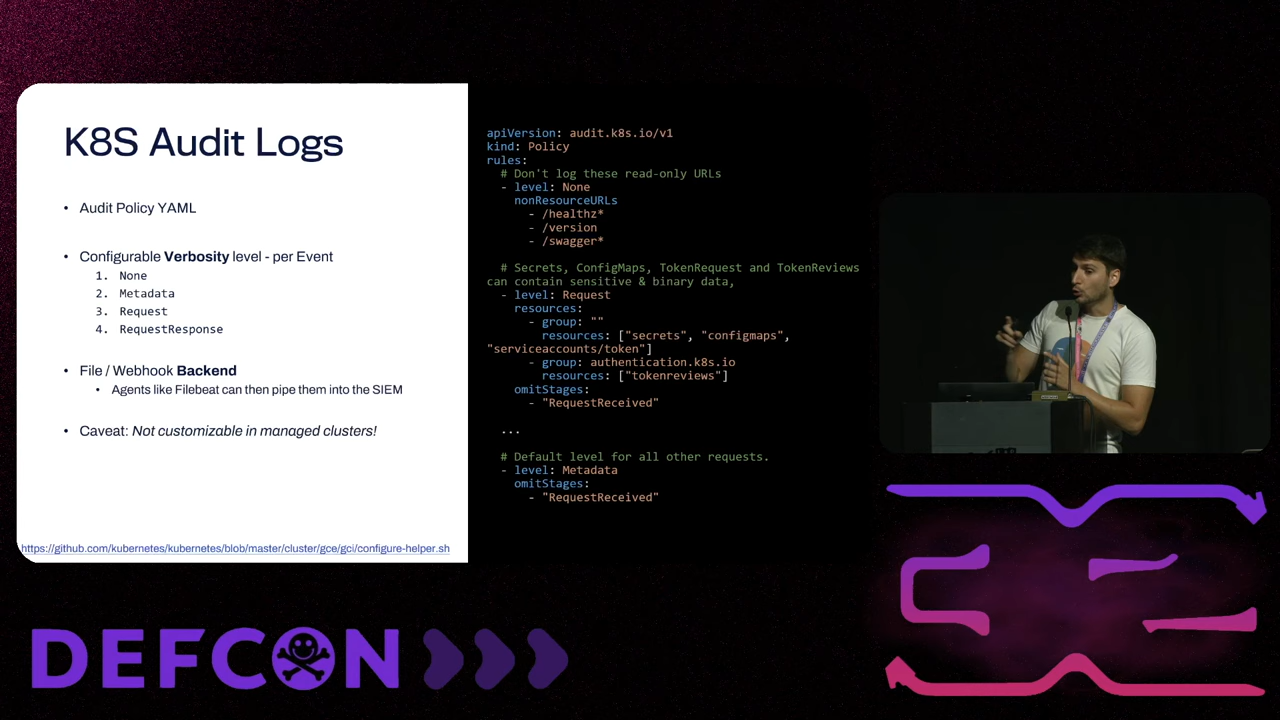 K8S Audit Logs
• Audit Policy YAML
• Configurable Verbosity level - per Event
1. None
2. Metadata
3. Request
4. RequestResponse
• File / Webhook Backend
• Agents like Filebeat can then pipe them into the SIEM
• Caveat: Not customizable in managed clusters!
https://github.com/kubernetes/kubernetes/blob/master/cluster/gce/gci/configure-helper.sh
apiVersion: audit.k8s.io/v1
kind: Policy
rules:
# Don't log these read-only URLs
- level: None
nonResourceURLs
- /healthz*
- /version
- /swagger*
# Secrets, ConfigMaps, TokenRequest and TokenReviews
can contain sensitive & binary data,
- level: Request
resources:
- group: ""
resources: ["secrets", "configmaps",
"serviceaccounts/token"]
- group: authentication.k8s.io
resources: ["tokenreviews"]
omitStages:
- "RequestReceived"
...
# Default level for all other requests.
- level: Metadata
omitStages:
- "RequestReceived"
DEFCON